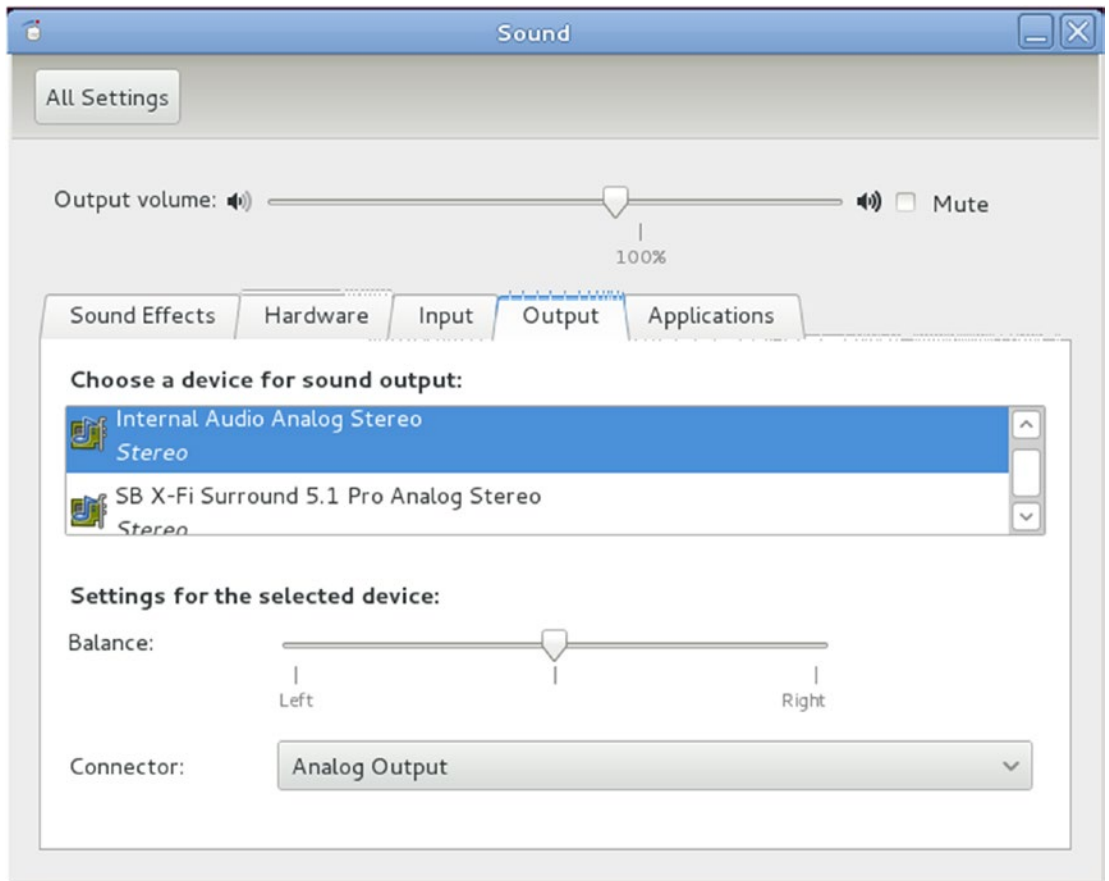 Sound
All Settings
Output volume:
Mute
100%
Sound Effects
Hardware
Input
Output
Applications
Choose a device for sound output:
Internal Audio Analog Stereo
Stereo
SB X-Fi Surround 5.1 Pro Analog Stereo
Stereo
Settings for the selected device:
Balance:
Left
Right
Connector:
Analog Output